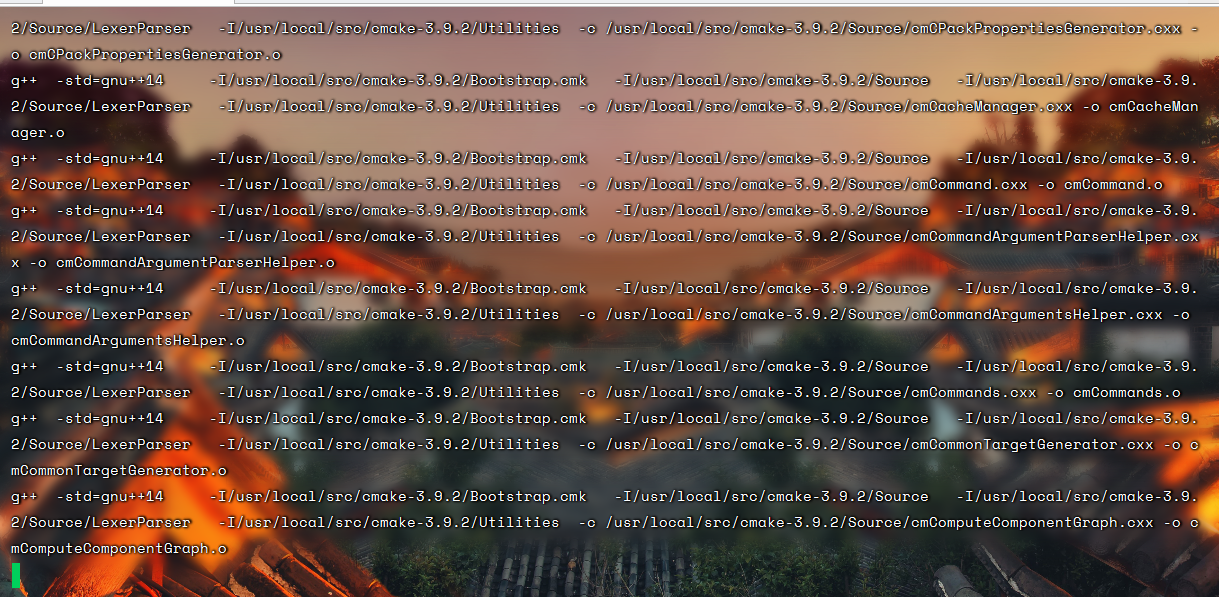 2/Source/LexerParser   -I/usr/local/src/cmake-3.9.2/Utilities  -c /usr/local/src/cmake-3.9.2/Source/cmCPackPropertiesGenerator.cxx -
o cmCPackPropertiesGenerator.o
g++  -std=gnu++14     -I/usr/local/src/cmake-3.9.2/Bootstrap.cmk   -I/usr/local/src/cmake-3.9.2/Source   -I/usr/local/src/cmake-3.9.
2/Source/LexerParser   -I/usr/local/src/cmake-3.9.2/Utilities  -c /usr/local/src/cmake-3.9.2/Source/cmCacheManager.cxx -o cmCacheMan
ager.o
g++  -std=gnu++14     -I/usr/local/src/cmake-3.9.2/Bootstrap.cmk   -I/usr/local/src/cmake-3.9.2/Source   -I/usr/local/src/cmake-3.9.
2/Source/LexerParser   -I/usr/local/src/cmake-3.9.2/Utilities  -c /usr/local/src/cmake-3.9.2/Source/cmCommand.cxx -o cmCommand.o
g++  -std=gnu++14     -I/usr/local/src/cmake-3.9.2/Bootstrap.cmk   -I/usr/local/src/cmake-3.9.2/Source   -I/usr/local/src/cmake-3.9.
2/Source/LexerParser   -I/usr/local/src/cmake-3.9.2/Utilities  -c /usr/local/src/cmake-3.9.2/Source/cmCommandArgumentParserHelper.cx
x -o cmCommandArgumentParserHelper.o
g++  -std=gnu++14     -I/usr/local/src/cmake-3.9.2/Bootstrap.cmk   -I/usr/local/src/cmake-3.9.2/Source   -I/usr/local/src/cmake-3.9.
2/Source/LexerParser   -I/usr/local/src/cmake-3.9.2/Utilities  -c /usr/local/src/cmake-3.9.2/Source/cmCommandArgumentsHelper.cxx -o
cmCommandArgumentsHelper.o
g++  -std=gnu++14     -I/usr/local/src/cmake-3.9.2/Bootstrap.cmk   -I/usr/local/src/cmake-3.9.2/Source   -I/usr/local/src/cmake-3.9.
2/Source/LexerParser   -I/usr/local/src/cmake-3.9.2/Utilities  -c /usr/local/src/cmake-3.9.2/Source/cmCommands.cxx -o cmCommands.o
g++  -std=gnu++14     -I/usr/local/src/cmake-3.9.2/Bootstrap.cmk   -I/usr/local/src/cmake-3.9.2/Source   -I/usr/local/src/cmake-3.9.
2/Source/LexerParser   -I/usr/local/src/cmake-3.9.2/Utilities  -c /usr/local/src/cmake-3.9.2/Source/cmCommonTargetGenerator.cxx -o c
mCommonTargetGenerator.o
g++  -std=gnu++14     -I/usr/local/src/cmake-3.9.2/Bootstrap.cmk   -I/usr/local/src/cmake-3.9.2/Source   -I/usr/local/src/cmake-3.9.
2/Source/LexerParser   -I/usr/local/src/cmake-3.9.2/Utilities  -c /usr/local/src/cmake-3.9.2/Source/cmComputeComponentGraph.cxx -o c
mComputeComponentGraph.o